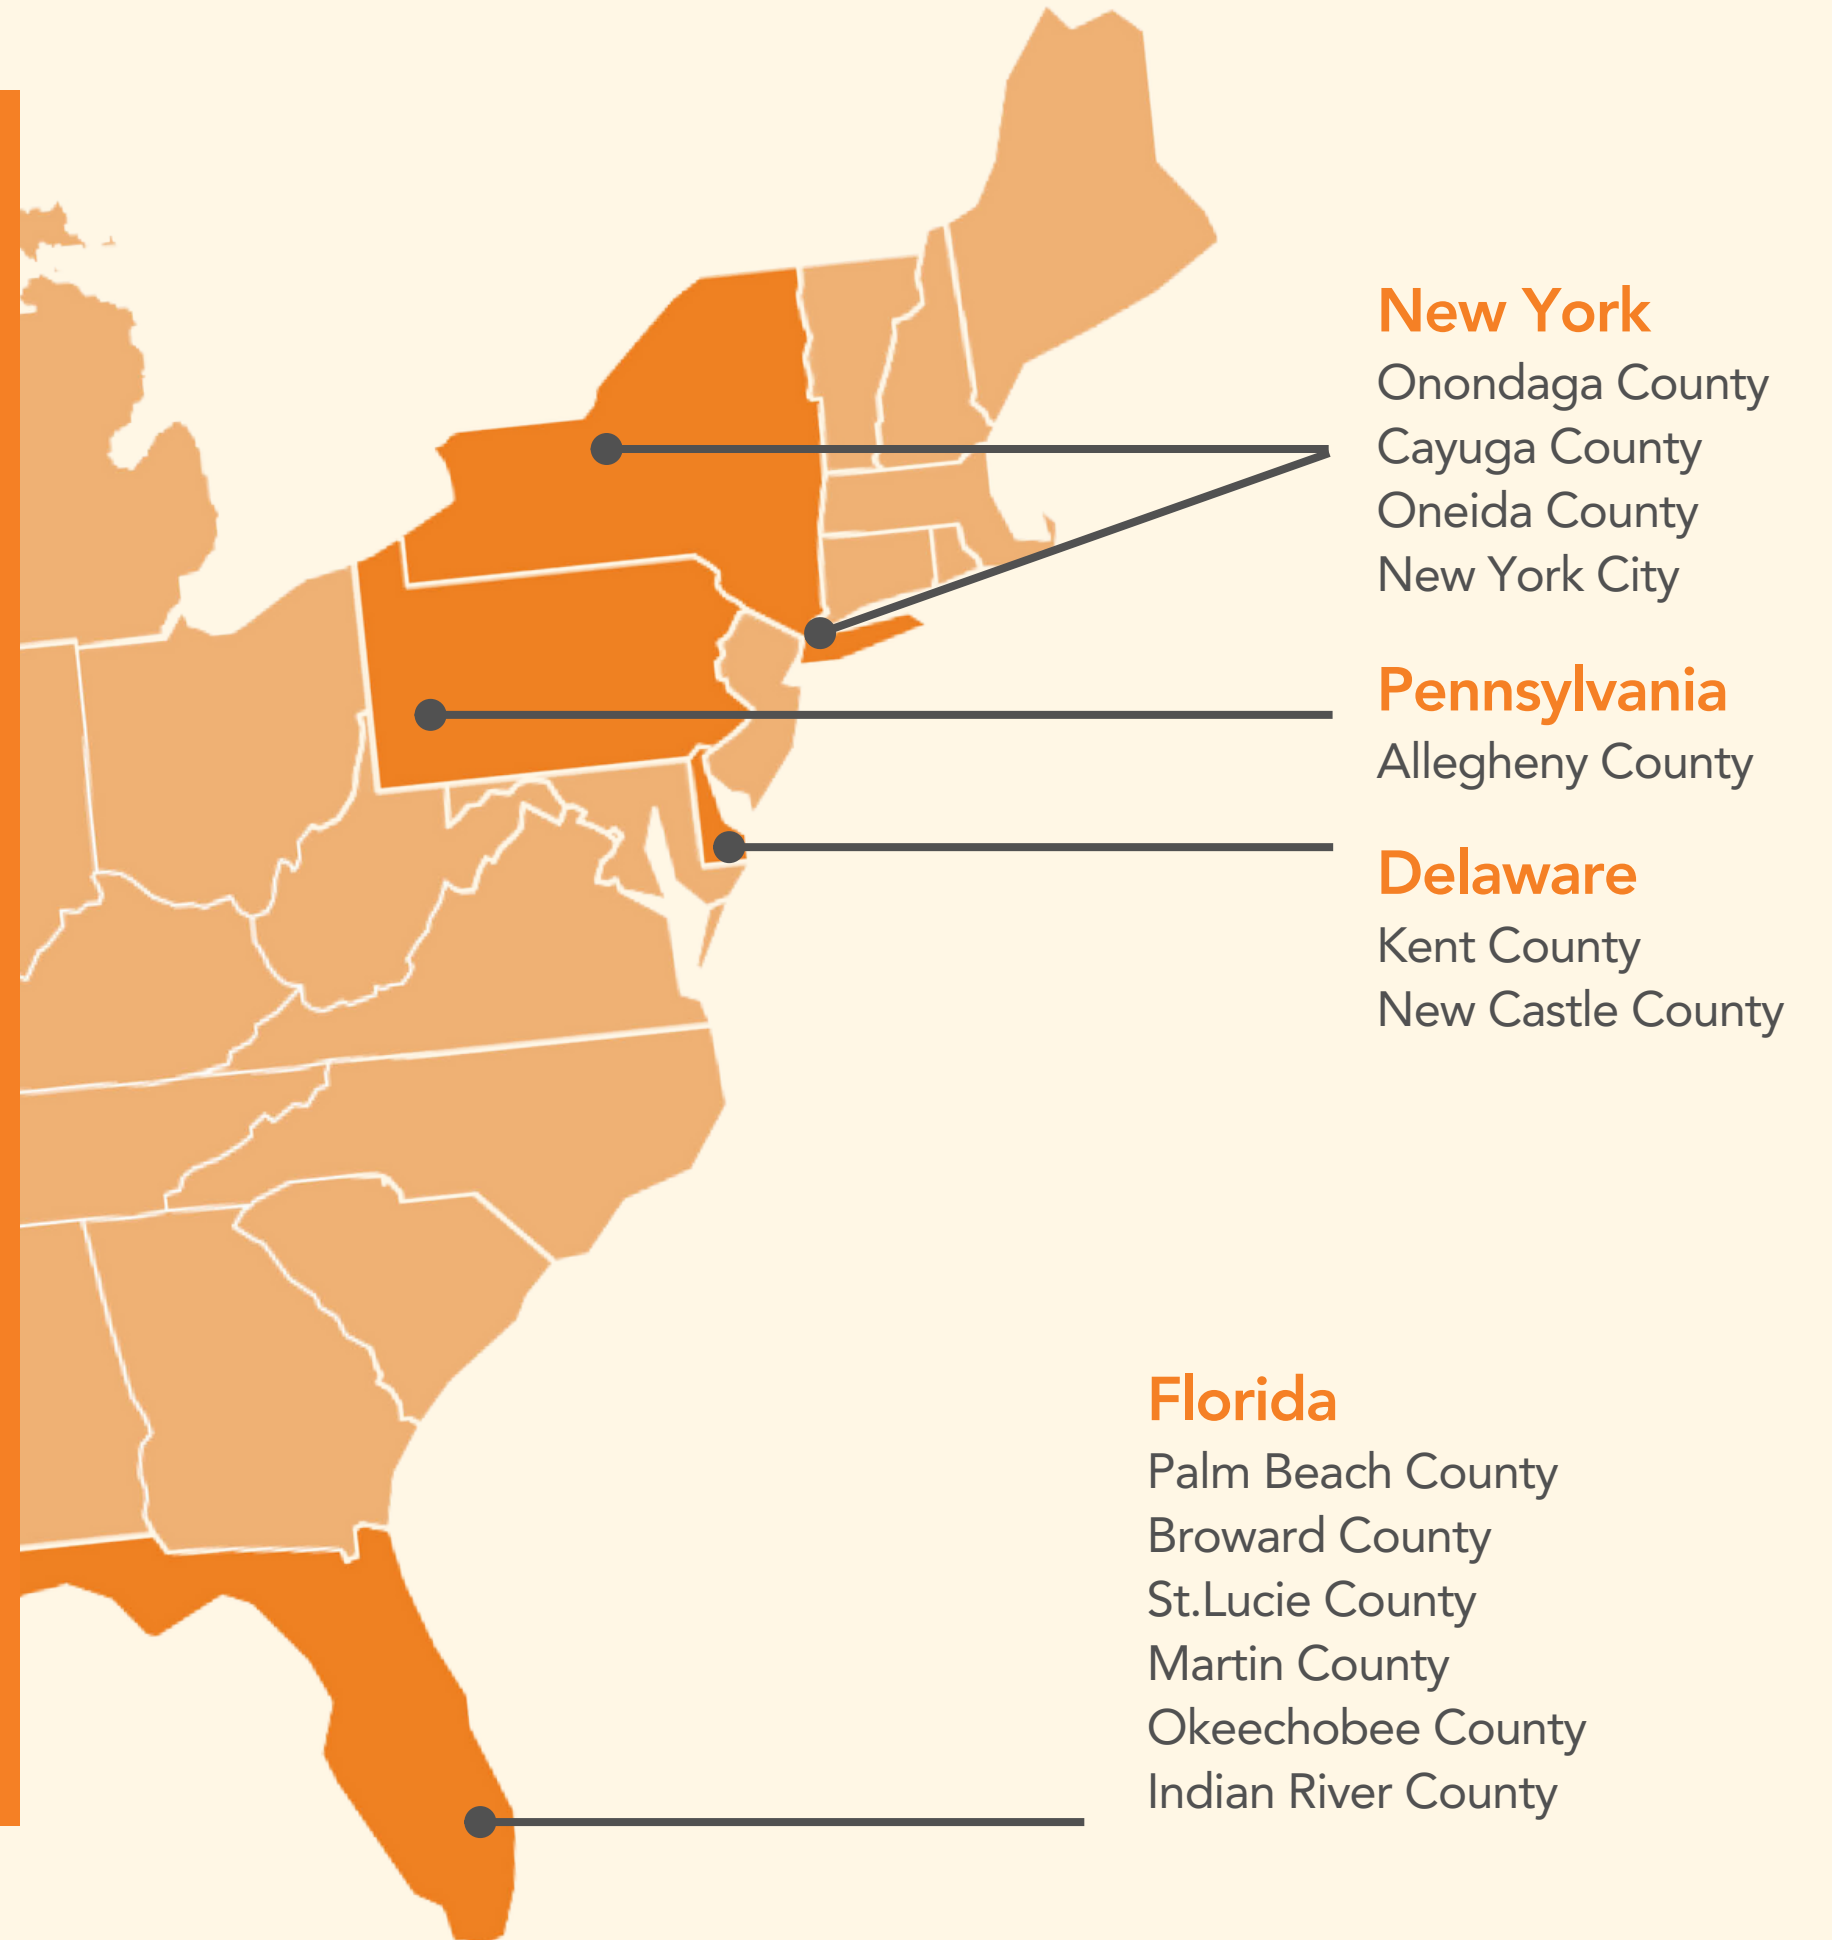 New York
Onondaga County
Cayuga County
Oneida County
New York City
Pennsylvania
Allegheny County
Delaware
Kent County
New Castle County
Florida
Palm Beach County
Broward County
St.Lucie County
Martin County
Okeechobee County
Indian River County